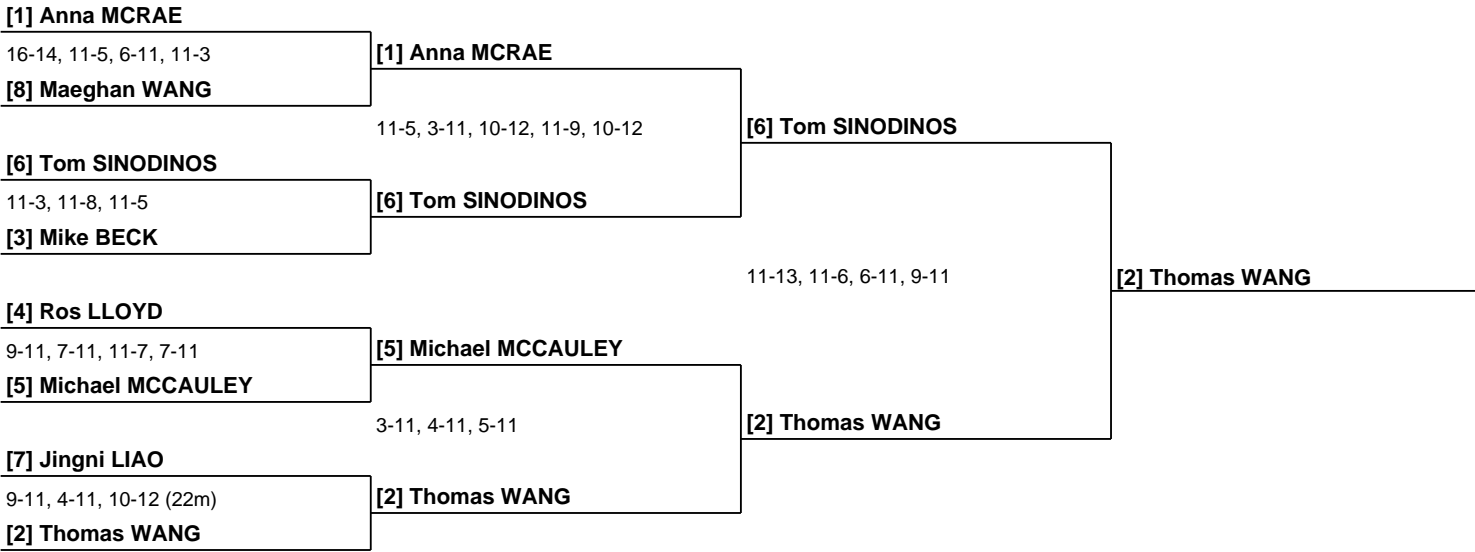 [1] Anna MCRAE
16-14, 11-5, 6-11, 11-3
[8] Maeghan WANG
[6] Tom SINODINOS
11-3, 11-8, 11-5
[3] Mike BECK
[4] Ros LLOYD
9-11, 7-11, 11-7, 7-11
[5] Michael MCCAULEY
[7] Jingni LIAO
9-11, 4-11, 10-12 (22m)
[2] Thomas WANG
[1] Anna MCRAE
11-5, 3-11, 10-12, 11-9, 10-12
[6] Tom SINODINOS
[5] Michael MCCAULEY
3-11, 4-11, 5-11
[2] Thomas WANG
[6] Tom SINODINOS
11-13, 11-6, 6-11, 9-11
[2] Thomas WANG
[2] Thomas WANG